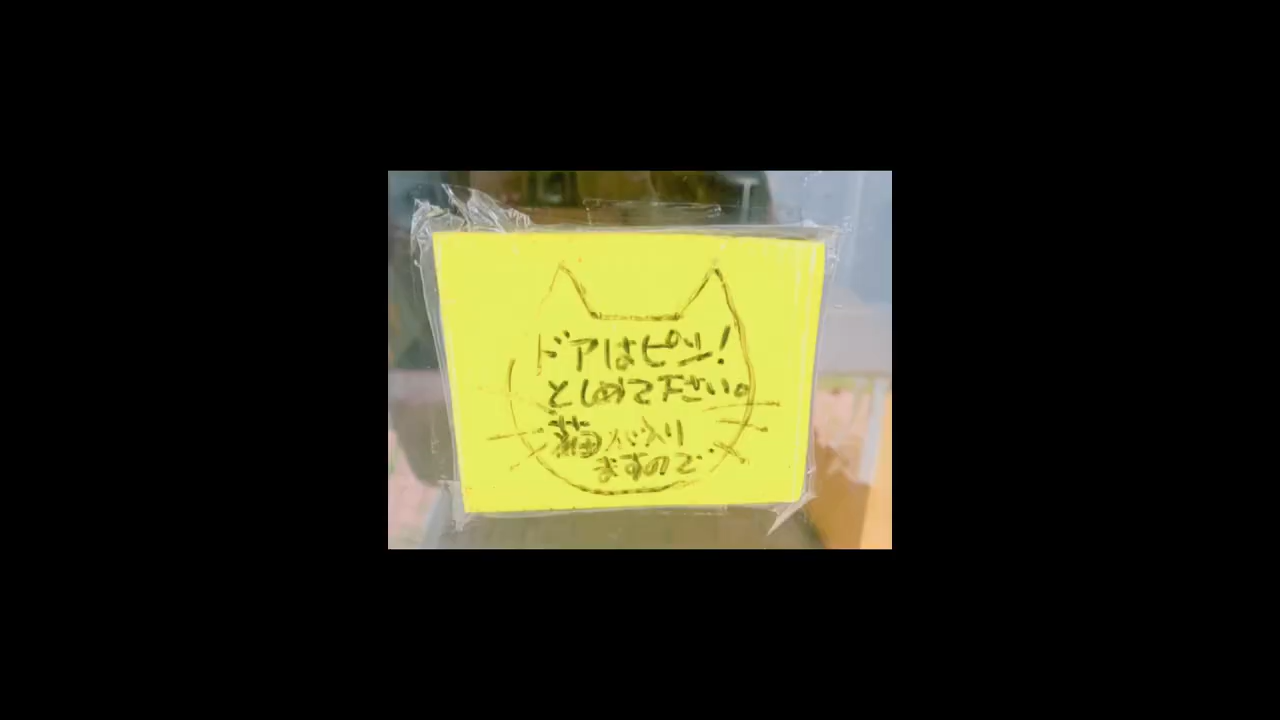 ドアはピシ!
としめて下さい。
猫が入り
ますので